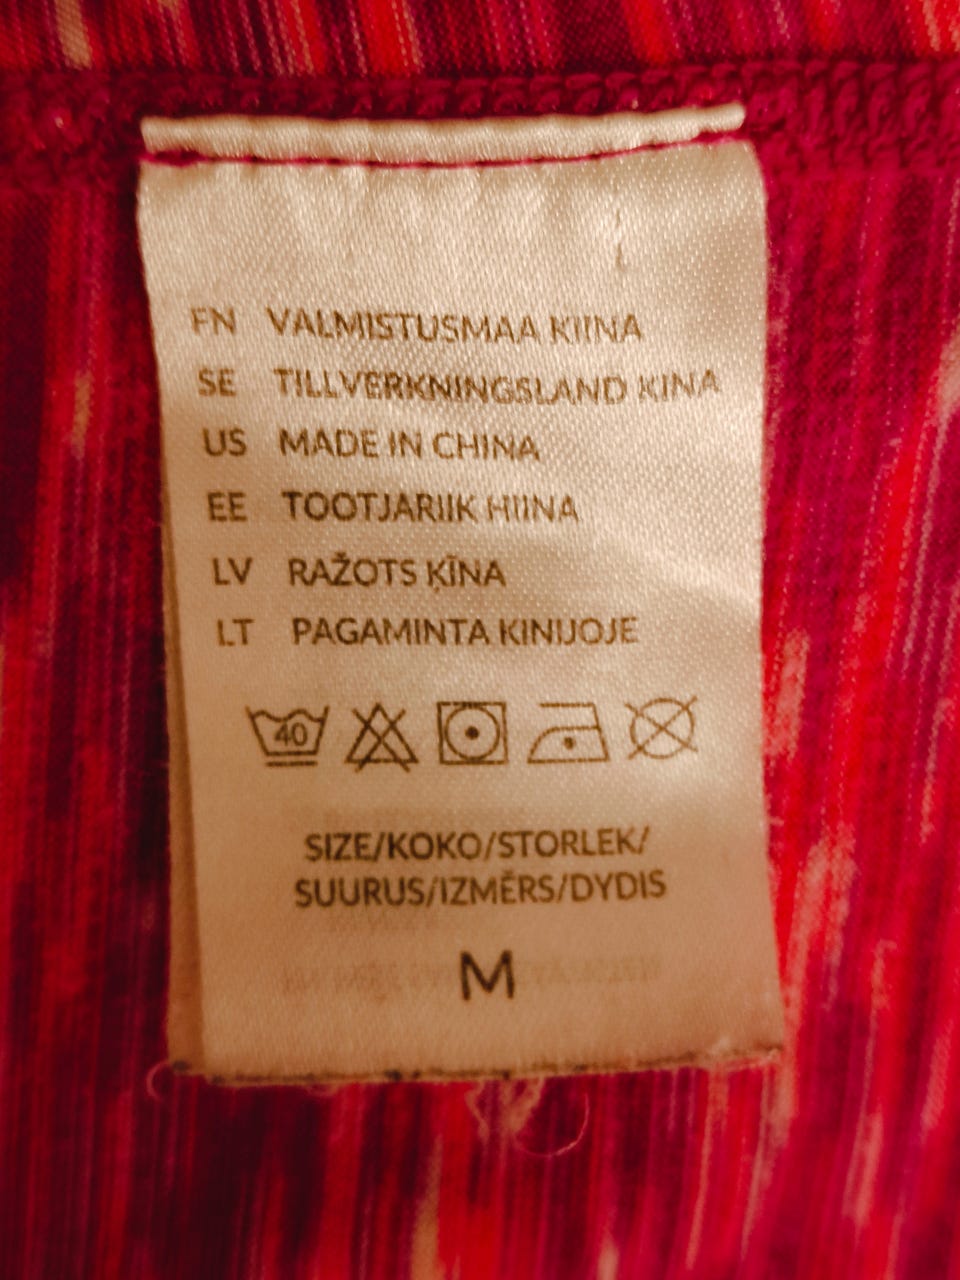 FN VALMISTUSMAA KIINA
SE TILLVERKNINGSLAND KINA
US MADE IN CHINA
EE TOOTJARIIK HIINA
LV RAŽOTS ĶĪNA
LT PAGAMINTA KINIJOJE
40
SIZE/KOKO/STORLEK/
SUURUS/IZMĒRS/DYDIS
M